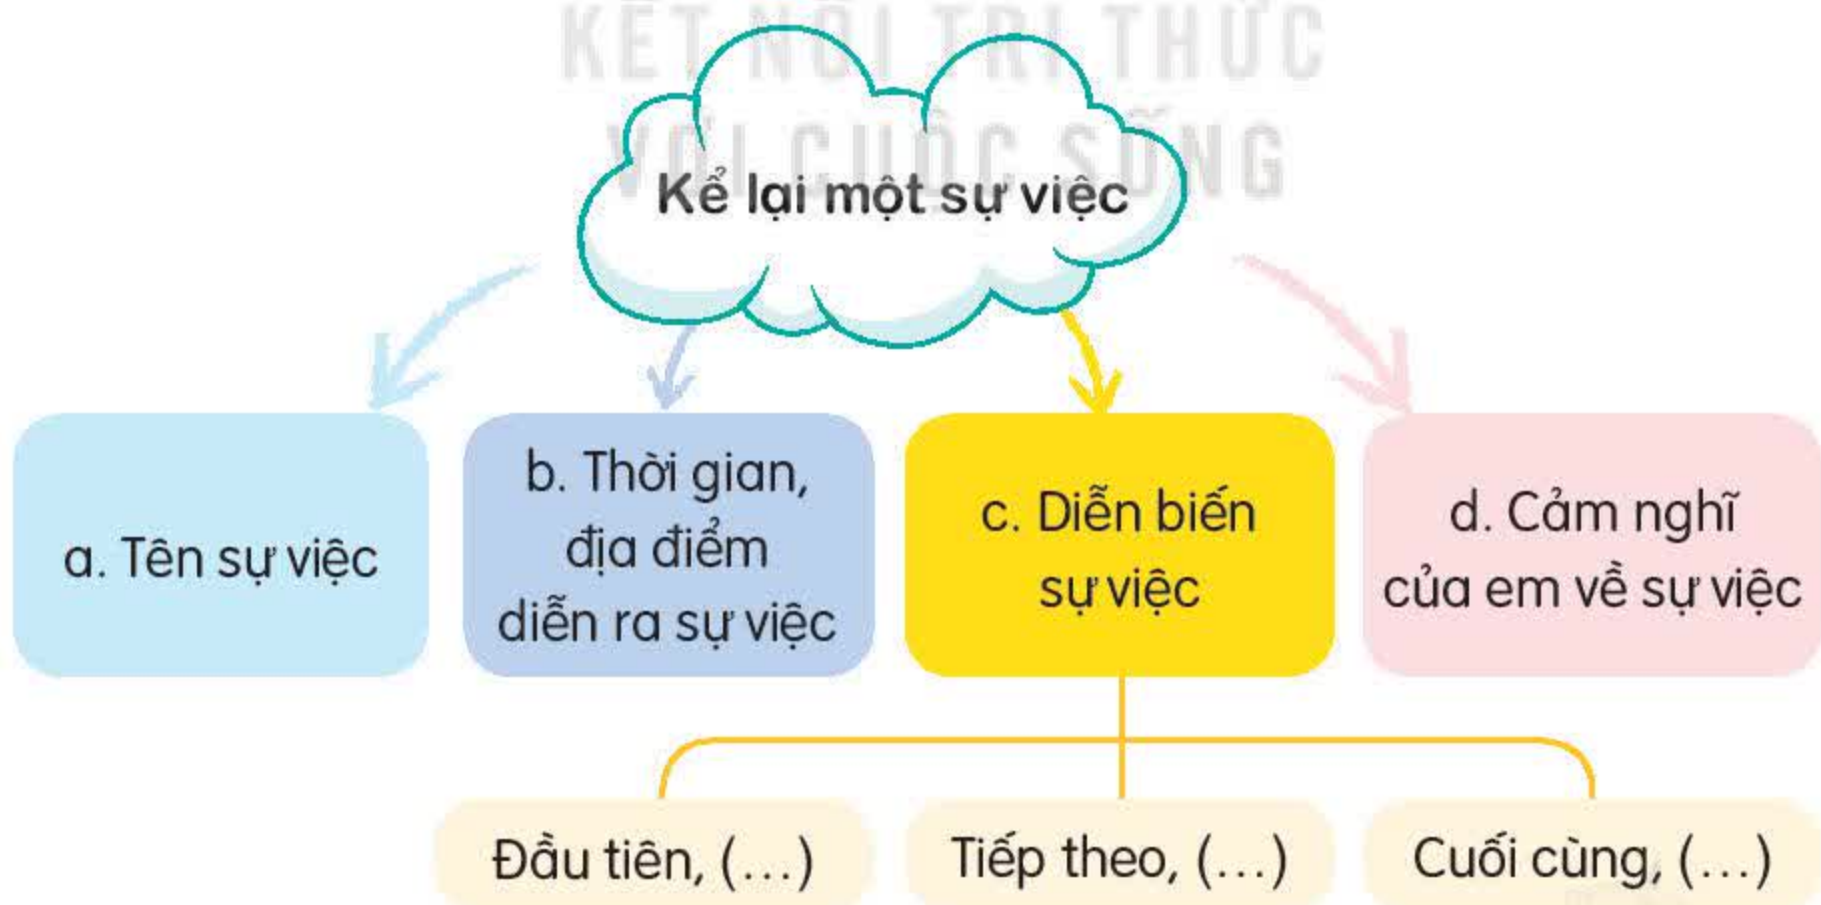 KẾT NỐI TRI THỨC
VỚI CUỘC SỐNG
Kể lại một sự việc
a. Tên sự việc
b. Thời gian,
địa điểm
diễn ra sự việc
c. Diễn biến
sự việc
d. Cảm nghĩ
của em về sự việc
Đầu tiên, (...)
Tiếp theo, (...)
Cuối cùng, (...)